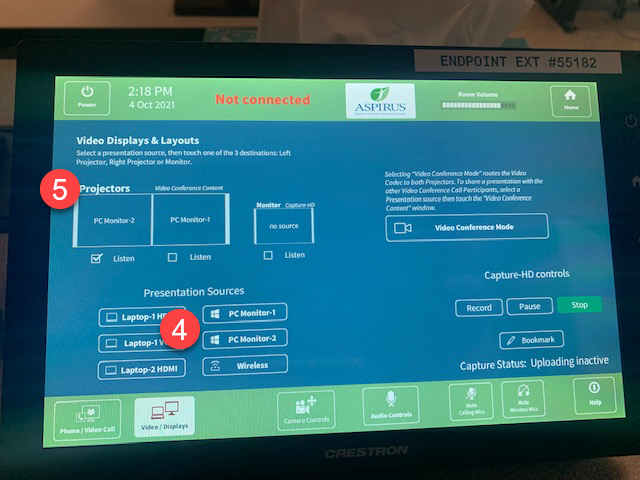 ENDPOINT EXT #55182
Power
2:18 PM
4 Oct 2021
Not connected
ASPIRUS
Room Volume
Home
Video Displays & Layouts
Select a presentation source, then touch one of the 3 destinations: Left
Projector, Right Projector or Monitor.
5
Projectors
Video Conference Content
PC Monitor-2
PC Monitor-1
Monitor
Capture-HD
no source
Listen
Listen
Listen
Selecting "Video Conference Mode" routes the Video
Codec to both Projectors. To share a presentation with the
other Video Conference Call Participants, select a
Presentation source then touch the "Video Conference
Content" window.
Video Conference Mode
Presentation Sources
Laptop-1
PC Monitor-1
4
Laptop-1
PC Monitor-2
Laptop-2 HDMI
Wireless
Capture-HD controls
Record
Pause
Stop
Bookmark
Capture Status: Uploading inactive
Phone / Video Call
Video / Displays
Camera Controls
Audio Controls
Mute
Ceiling Mics
Mute
Wireless Mics
Help
CRESTRON